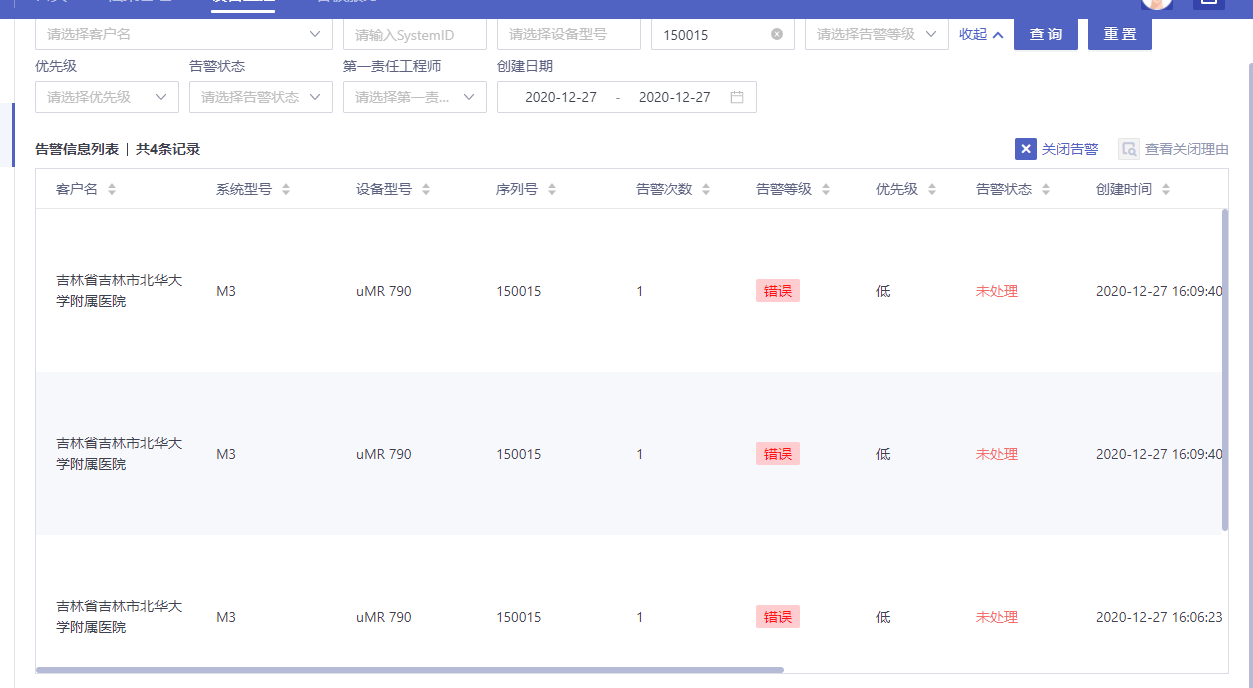 请选择客户名
请输入SystemID
请选择设备型号
150015
请选择告警等级
收起
查 询
重 置
优先级
告警状态
第一责任工程师
创建日期
请选择优先级
请选择告警状态
请选择第一责...
2020-12-27 - 2020-12-27
告警信息列表 | 共4条记录
关闭告警
查看关闭理由
客户名 系统型号 设备型号 序列号 告警次数 告警等级 优先级 告警状态 创建时间
吉林省吉林市北华大
学附属医院
M3 uMR 790 150015 1 错误 低 未处理 2020-12-27 16:09:40
吉林省吉林市北华大
学附属医院
M3 uMR 790 150015 1 错误 低 未处理 2020-12-27 16:09:40
吉林省吉林市北华大
学附属医院
M3 uMR 790 150015 1 错误 低 未处理 2020-12-27 16:06:23